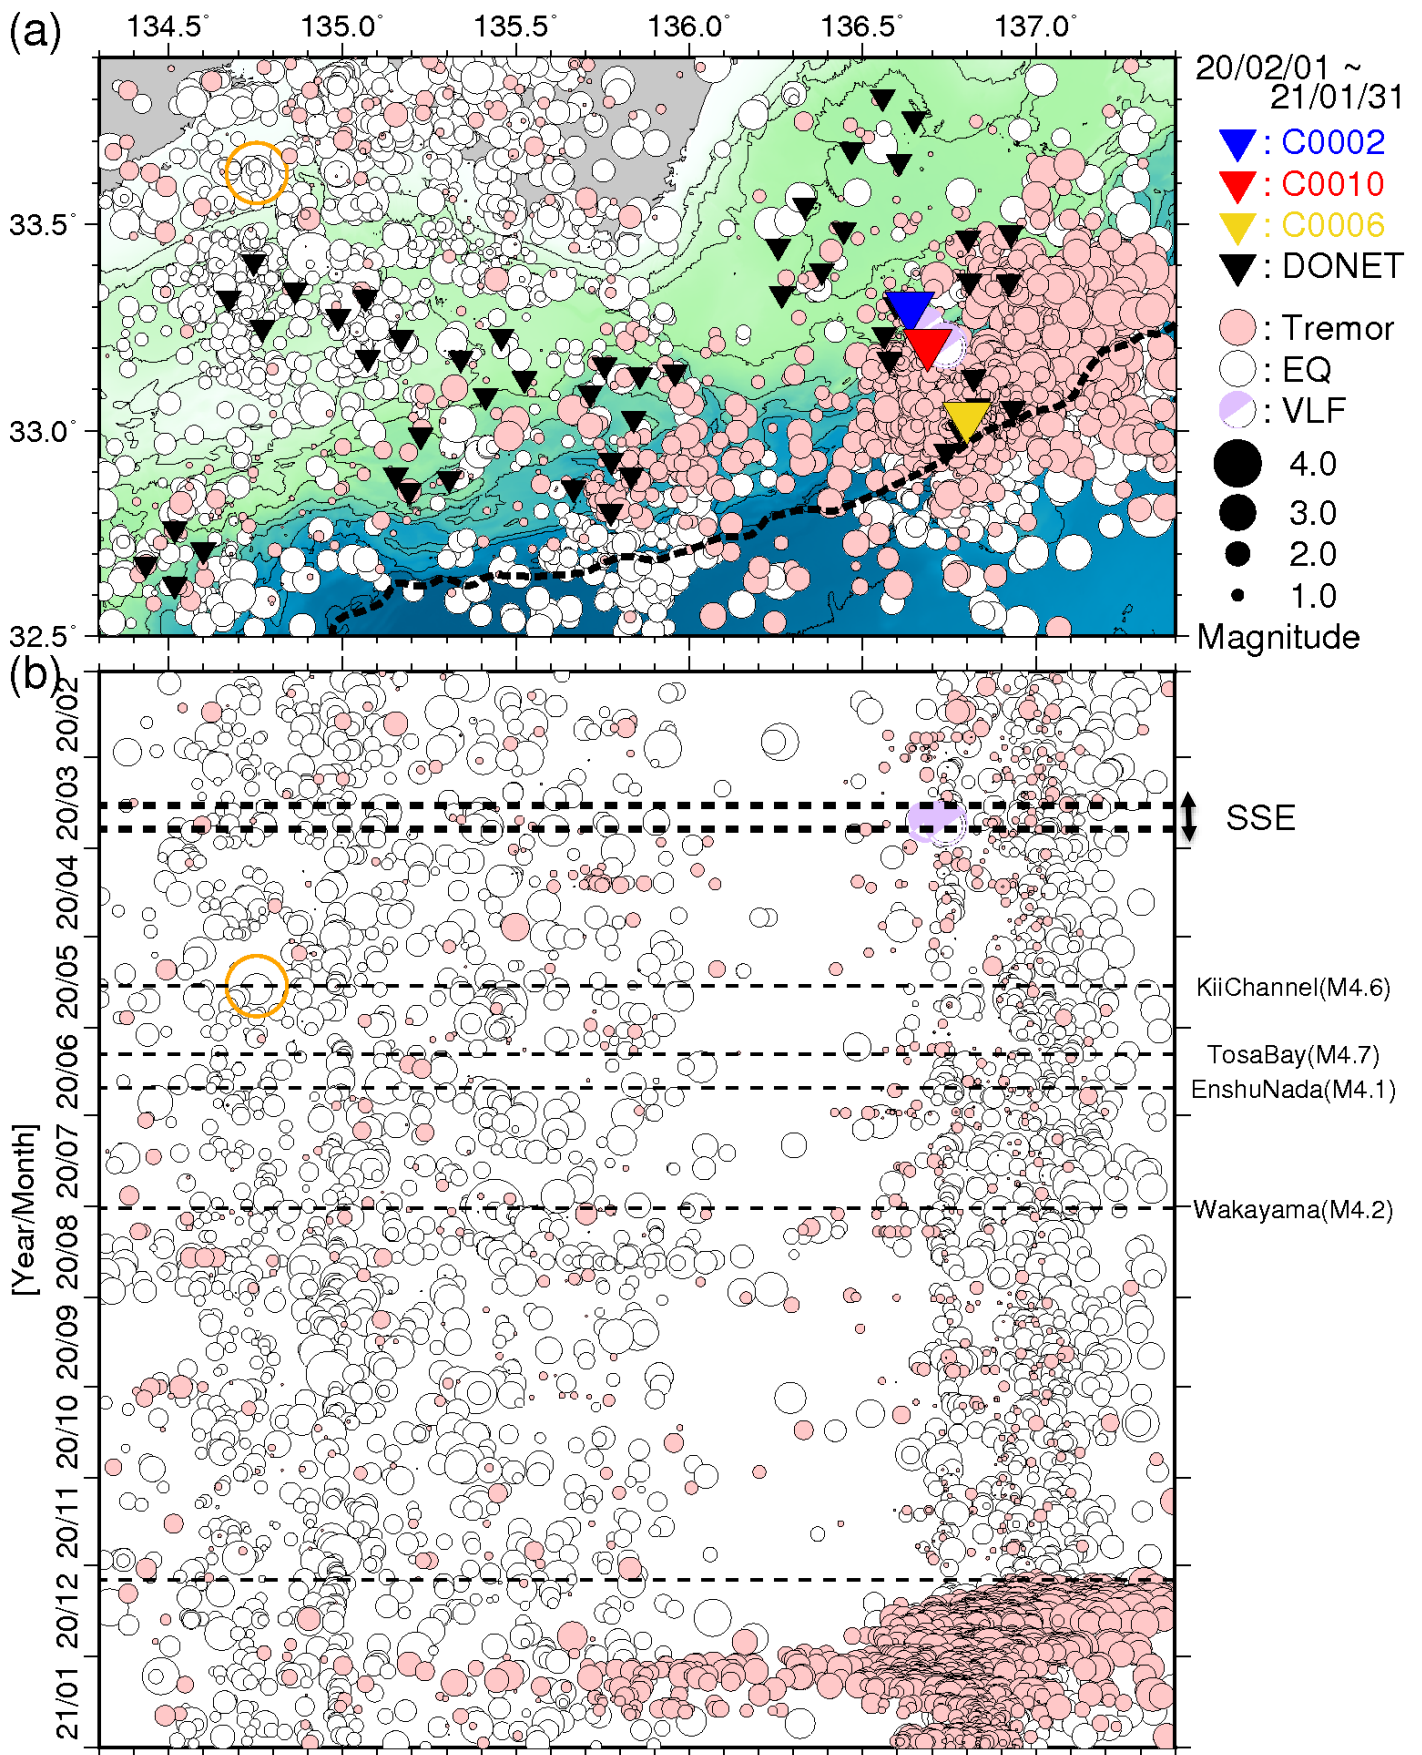 (a)
134.5° 135.0° 135.5° 136.0° 136.5° 137.0°
33.5°
33.0°
32.5°
20/02/01 ~
21/01/31
: C0002
: C0010
: C0006
: DONET
: Tremor
: EQ
: VLF
4.0
3.0
2.0
1.0
Magnitude
(b)
20/02
20/03
20/04
20/05
20/06
20/07
20/08
20/09
20/10
20/11
20/12
21/01
[Year/Month]
SSE
KiiChannel(M4.6)
TosaBay(M4.7)
EnshuNada(M4.1)
Wakayama(M4.2)